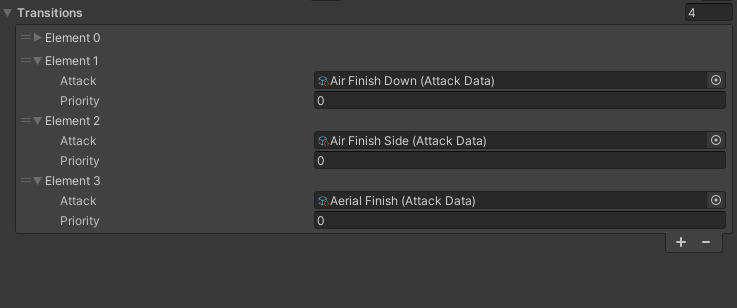 Transitions 4
Element 0
Element 1
Attack Air Finish Down (Attack Data)
Priority 0
Element 2
Attack Air Finish Side (Attack Data)
Priority 0
Element 3
Attack Aerial Finish (Attack Data)
Priority 0
+ −